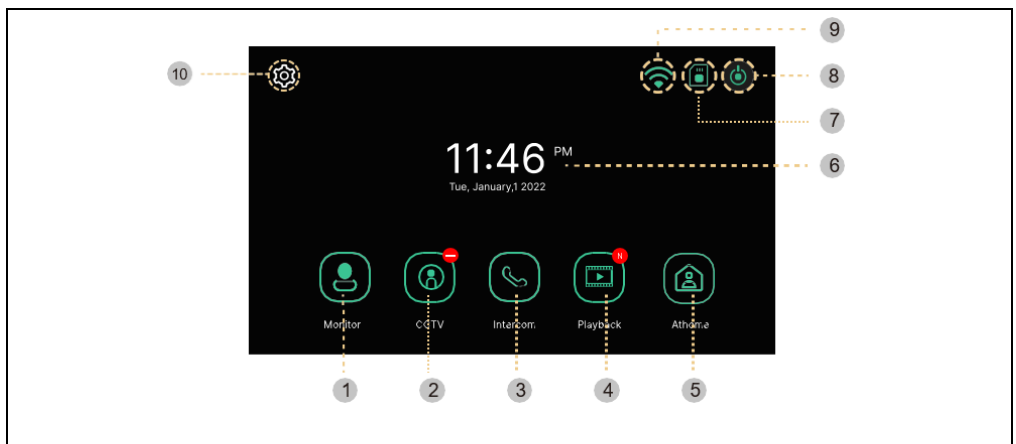 9
10
8
7
11:46 PM
6
Tue, January,1 2022
N
Monitor
CCTV
Intercom
Playback
Athome
1
2
3
4
5